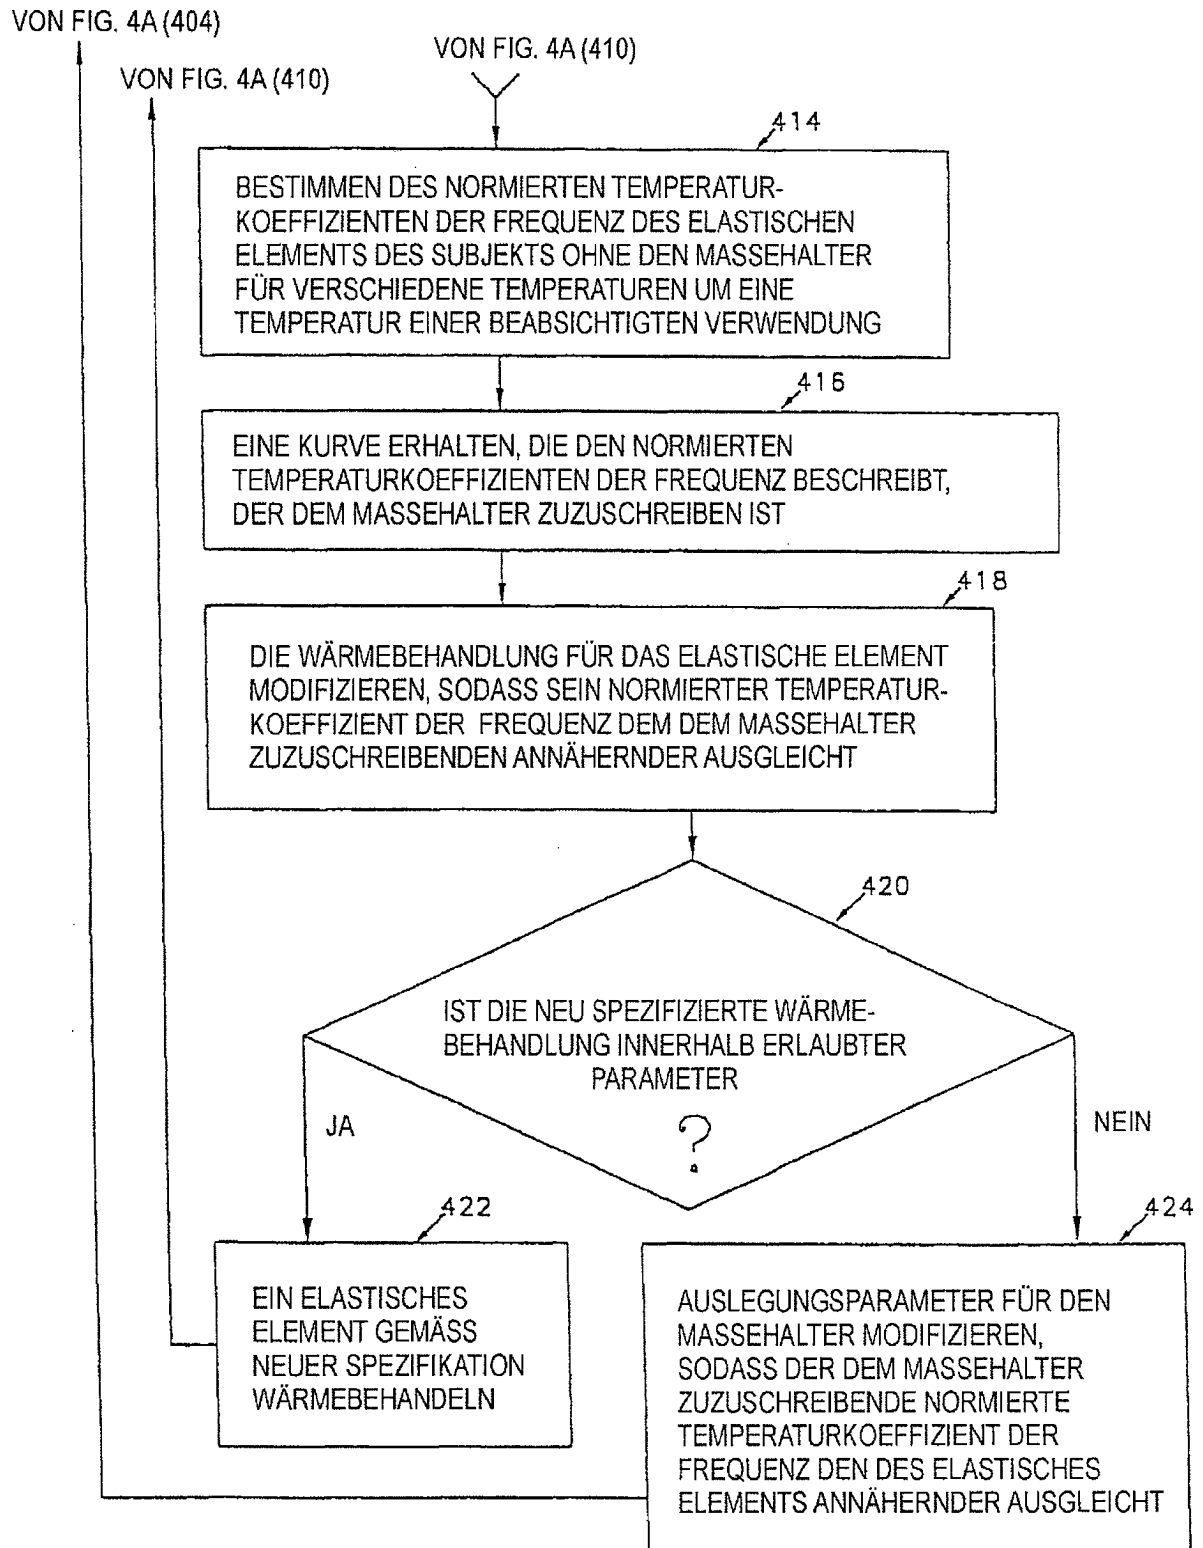 VON FIG. 4A (404)
VON FIG. 4A (410)
VON FIG. 4A (410)
414
BESTIMMEN DES NORMIERTEN TEMPERATUR-
KOEFFIZIENTEN DER FREQUENZ DES ELASTISCHEN
ELEMENTS DES SUBJEKTS OHNE DEN MASSEHALTER
FÜR VERSCHIEDENE TEMPERATUREN UM EINE
TEMPERATUR EINER BEABSICHTIGTEN VERWENDUNG
416
EINE KURVE ERHALTEN, DIE DEN NORMIERTEN
TEMPERATURKOEFFIZIENTEN DER FREQUENZ BESCHREIBT,
DER DEM MASSEHALTER ZUZUSCHREIBEN IST
418
DIE WÄRMEBEHANDLUNG FÜR DAS ELASTISCHE ELEMENT
MODIFIZIEREN, SODASS SEIN NORMIERTER TEMPERATUR-
KOEFFIZIENT DER FREQUENZ DEM DEM MASSEHALTER
ZUZUSCHREIBENDEN ANNÄHERNDER AUSGLEICHT
420
IST DIE NEU SPEZIFIZIERTE WÄRME-
BEHANDLUNG INNERHALB ERLAUBTER
PARAMETER
?
JA
NEIN
422
EIN ELASTISCHES
ELEMENT GEMÄSS
NEUER SPEZIFIKATION
WÄRMEBEHANDELN
424
AUSLEGUNGSPARAMETER FÜR DEN
MASSEHALTER MODIFIZIEREN,
SODASS DER DEM MASSEHALTER
ZUZUSCHREIBENDE NORMIERTE
TEMPERATURKOEFFIZIENT DER
FREQUENZ DEN DES ELASTISCHES
ELEMENTS ANNÄHERNDER AUSGLEICHT